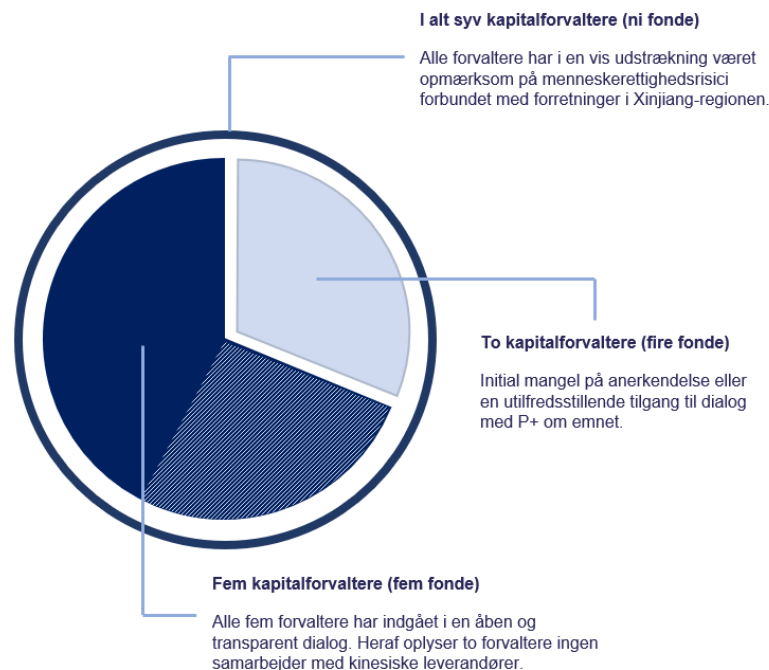 I alt syv kapitalforvaltere (ni fonde)
Alle forvaltere har i en vis udstrækning været
opmærksom på menneskerettighedsrisici
forbundet med forretninger i Xinjiang-regionen.
To kapitalforvaltere (fire fonde)
Initial mangel på anerkendelse eller
en utilfredsstillende tilgang til dialog
med P+ om emnet.
Fem kapitalforvaltere (fem fonde)
Alle fem forvaltere har indgået i en åben og
transparent dialog. Heraf oplyser to forvaltere ingen
samarbejder med kinesiske leverandører.